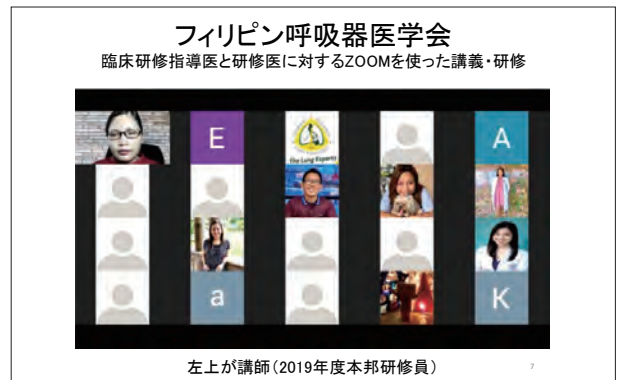 フィリピン呼吸器医学会
臨床研修指導医と研修医に対するZOOMを使った講義・研修
E
A
The Lung Experts
a
K
左上が講師(2019年度本邦研修員)
7